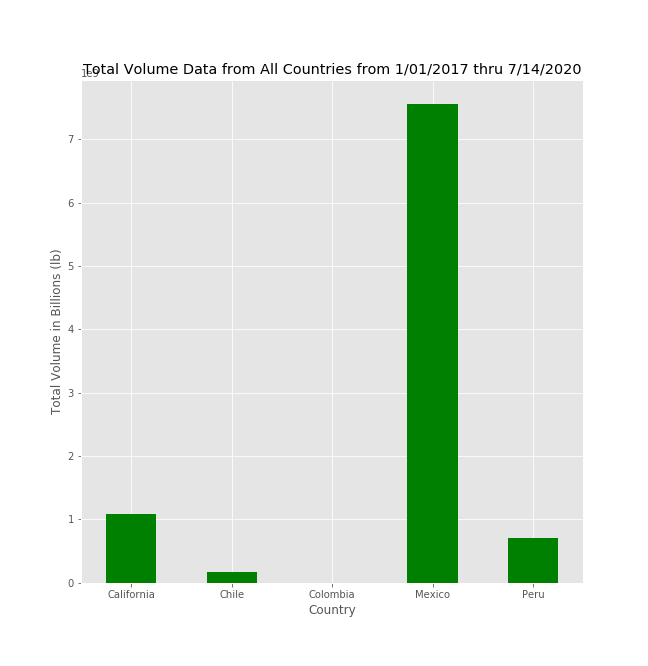 Total Volume Data from All Countries from 1/01/2017 thru 7/14/2020
1e9
7
6
5
4
3
2
1
0
Total Volume in Billions (lb)
California Chile Colombia Mexico Peru
Country